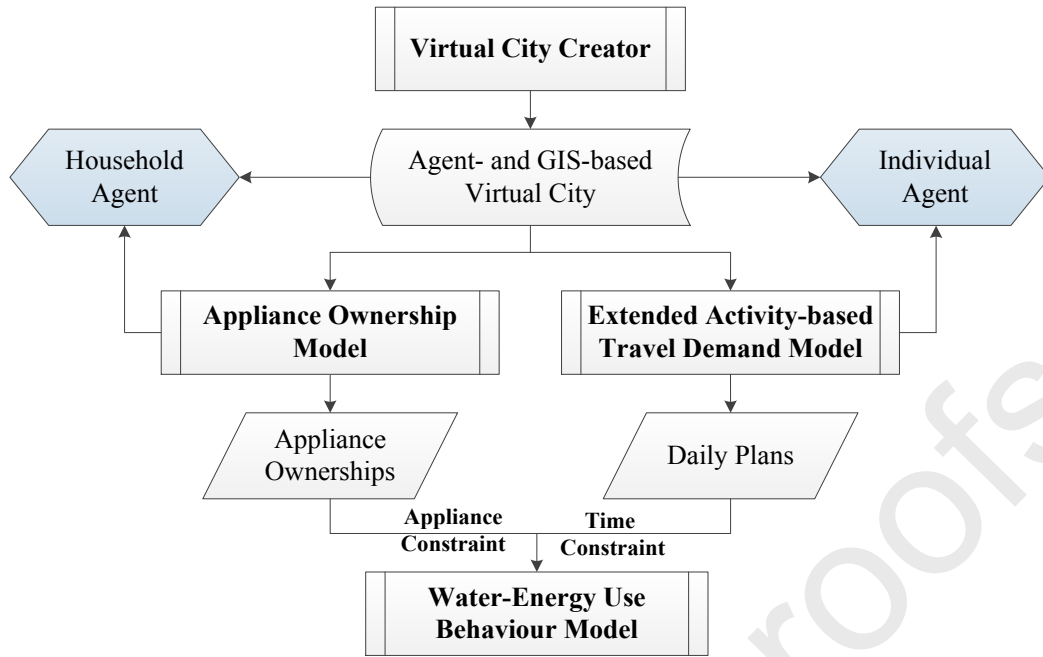 Virtual City Creator
Household
Agent
Agent- and GIS-based
Virtual City
Individual
Agent
Appliance Ownership
Model
Extended Activity-based
Travel Demand Model
Appliance
Ownerships
Daily Plans
Appliance
Constraint
Time
Constraint
Water-Energy Use
Behaviour Model
roofs